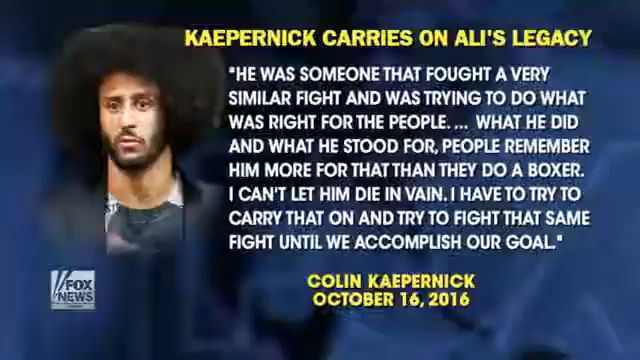 KAEPERNICK CARRIES ON ALI'S LEGACY
"HE WAS SOMEONE THAT FOUGHT A VERY
SIMILAR FIGHT AND WAS TRYING TO DO WHAT
WAS RIGHT FOR THE PEOPLE. ... WHAT HE DID
AND WHAT HE STOOD FOR, PEOPLE REMEMBER
HIM MORE FOR THAT THAN THEY DO A BOXER.
I CAN'T LET HIM DIE IN VAIN. I HAVE TO TRY TO
CARRY THAT ON AND TRY TO FIGHT THAT SAME
FIGHT UNTIL WE ACCOMPLISH OUR GOAL."
COLIN KAEPERNICK
OCTOBER 16, 2016
FOX
NEWS